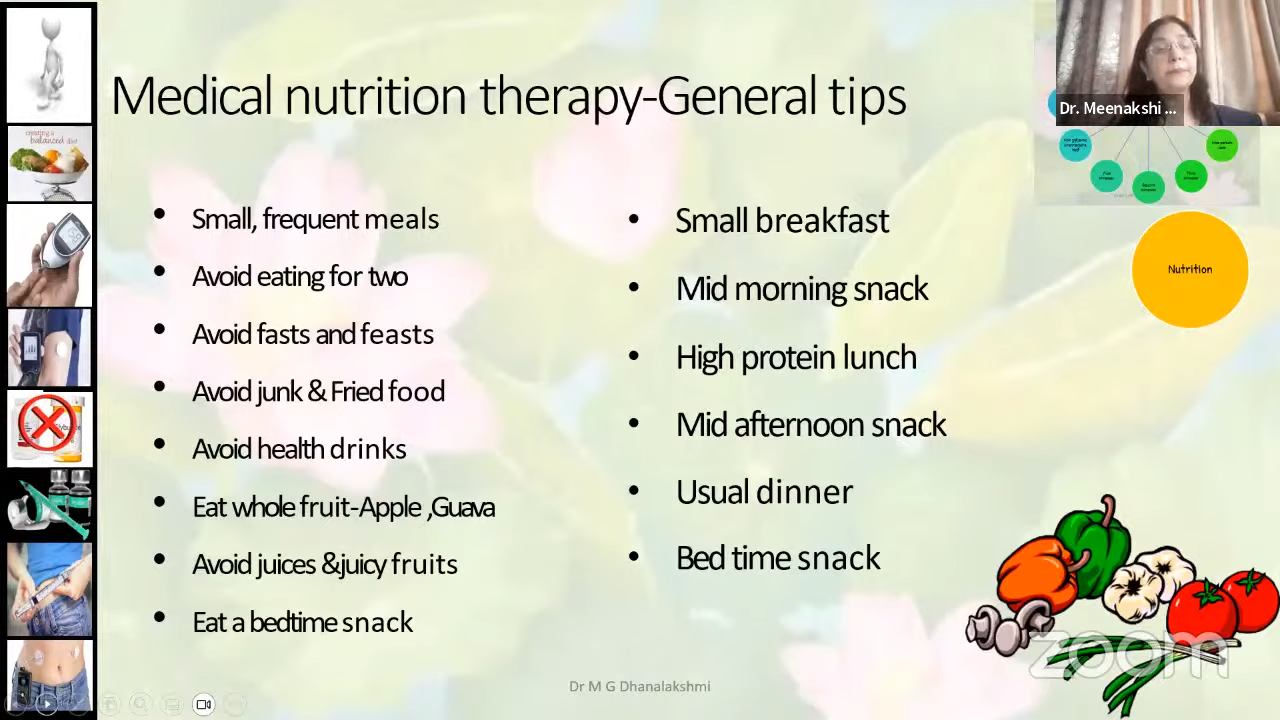 creating a
balanced diet
Medical nutrition therapy-General tips
Dr. Meenakshi ...
• Small, frequent meals
• Avoid eating for two
• Avoid fasts and feasts
• Avoid junk & Fried food
• Avoid health drinks
• Eat whole fruit-Apple ,Guava
• Avoid juices &juicy fruits
• Eat a bedtime snack
• Small breakfast
• Mid morning snack
• High protein lunch
• Mid afternoon snack
• Usual dinner
• Bed time snack
Nutrition
zoom
Dr M G Dhanalakshmi